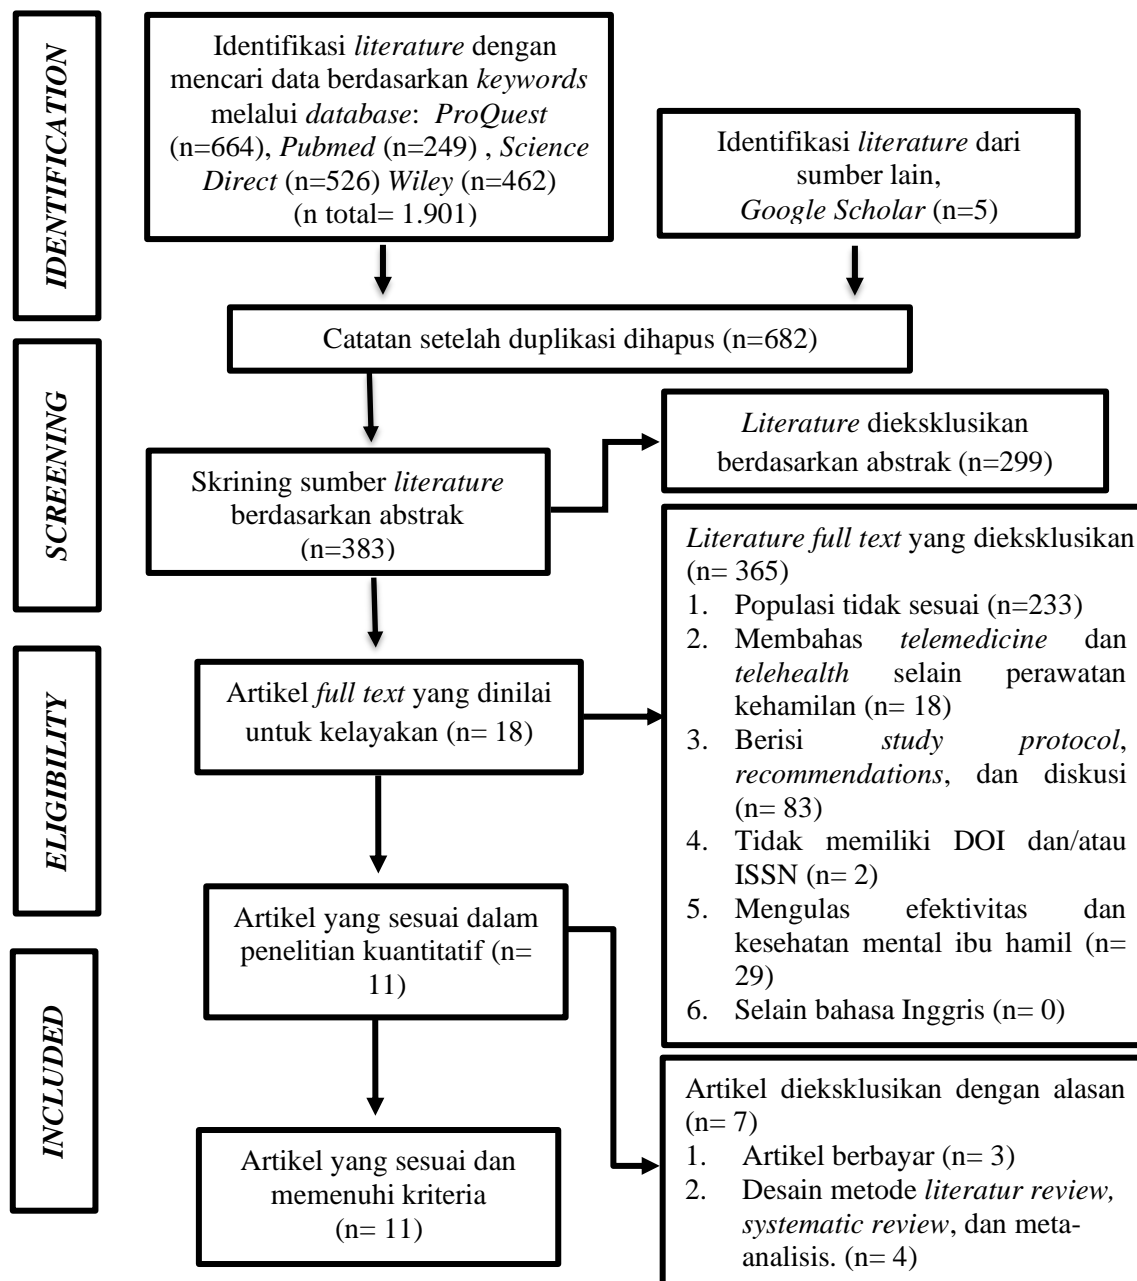 IDENTIFICATION
Identifikasi literature dengan
mencari data berdasarkan keywords
melalui database: ProQuest
(n=664), Pubmed (n=249) , Science
Direct (n=526) Wiley (n=462)
(n total= 1.901)
Identifikasi literature dari
sumber lain,
Google Scholar (n=5)
Catatan setelah duplikasi dihapus (n=682)
SCREENING
Skrining sumber literature
berdasarkan abstrak
(n=383)
Literature dieksklusikan
berdasarkan abstrak (n=299)
ELIGIBILITY
Artikel full text yang dinilai
untuk kelayakan (n= 18)
Literature full text yang dieksklusikan
(n= 365)
1. Populasi tidak sesuai (n=233)
2. Membahas telemedicine dan
telehealth selain perawatan
kehamilan (n= 18)
3. Berisi study protocol,
recommendations, dan diskusi
(n= 83)
4. Tidak memiliki DOI dan/atau
ISSN (n= 2)
5. Mengulas efektivitas dan
kesehatan mental ibu hamil (n=
29)
6. Selain bahasa Inggris (n= 0)
Artikel yang sesuai dalam
penelitian kuantitatif (n=
11)
INCLUDED
Artikel yang sesuai dan
memenuhi kriteria
(n= 11)
Artikel dieksklusikan dengan alasan
(n= 7)
1. Artikel berbayar (n= 3)
2. Desain metode literatur review,
systematic review, dan meta-
analisis. (n= 4)